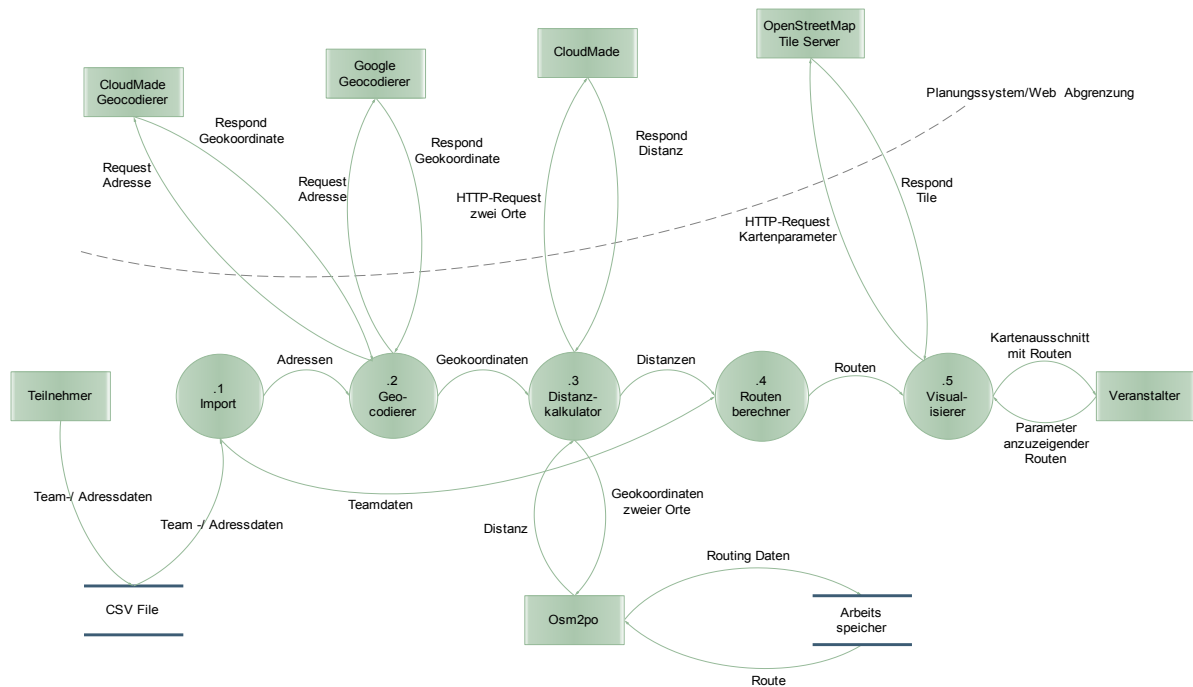 OpenStreetMap
Tile Server
CloudMade
Google
Geocodierer
CloudMade
Geocodierer
Planungssystem/Web Abgrenzung
Respond
Geokoordinate
Respond
Geokoordinate
Respond
Distanz
Request
Adresse
Request
Adresse
HTTP-Request
zwei Orte
Respond
Tile
HTTP-Request
Kartenparameter
Kartenausschnitt
mit Routen
Adressen
Geokoordinaten
Distanzen
Routen
Teilnehmer
.1
Import
.2
Geo-
codierer
.3
Distanz-
kalkulator
.4
Routen
berechner
.5
Visual-
isierer
Veranstalter
Parameter
anzuzeigender
Routen
Team-/ Adressdaten
Team -/ Adressdaten
Teamdaten
Distanz
Geokoordinaten
zweier Orte
Routing Daten
CSV File
Osm2po
Arbeits
speicher
Route